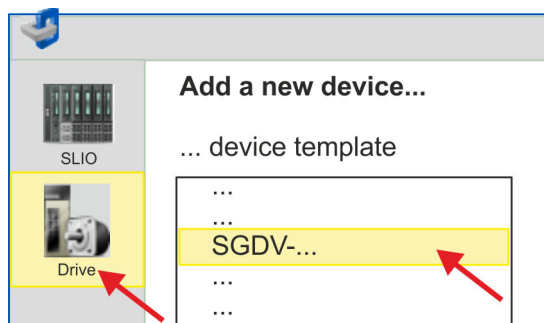 Add a new device...
SLIO
... device template
...
...
SGDV-...
Drive
...
...